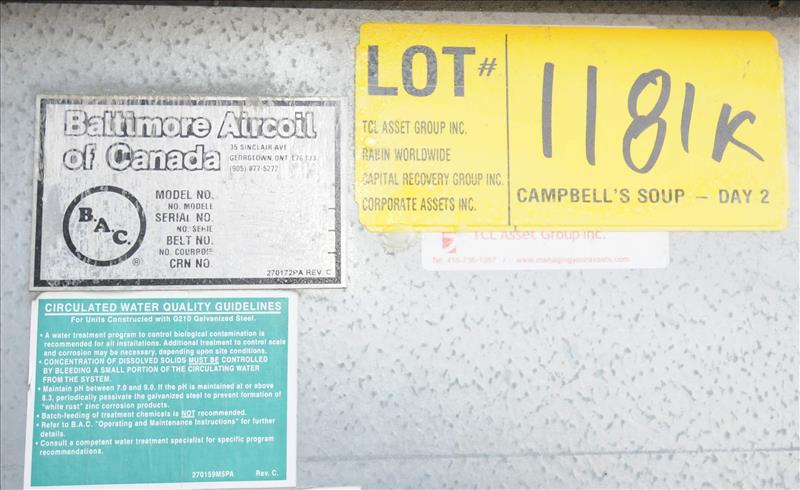 Baltimore Aircoil
of Canada
35 SINCLAIR AVE
GEORGETOWN, ONT
(905) 877-5272
B.A.C.
®
MODEL NO.
NO. MODELE
SERIAL NO.
NO. SERIE
BELT NO.
NO. COURROIE
CRN NO.
270172PA REV C
LOT#
1181K
TCL ASSET GROUP INC.
RABIN WORLDWIDE
CAPITAL RECOVERY GROUP INC.
CORPORATE ASSETS INC.
CAMPBELL'S SOUP – DAY 2
TCL Asset Group Inc.
www.managingyourassets.com
CIRCULATED WATER QUALITY GUIDELINES
For Units Constructed with G210 Galvanized Steel.
• A water treatment program to control biological contamination is
recommended for all installations. Additional treatment to control scale
and corrosion may be necessary, depending upon site conditions.
• CONCENTRATION OF DISSOLVED SOLIDS MUST BE CONTROLLED
BY BLEEDING A SMALL PORTION OF THE CIRCULATING WATER
FROM THE SYSTEM.
• Maintain pH between 7.0 and 9.0. If the pH is maintained at or above
8.3, periodically passivate the galvanized steel to prevent formation of
"white rust" zinc corrosion products.
• Batch-feeding of treatment chemicals is NOT recommended.
• Refer to B.A.C. "Operating and Maintenance Instructions" for further
details.
• Consult a competent water treatment specialist for specific program
recommendations.
270159MSPA Rev. C.